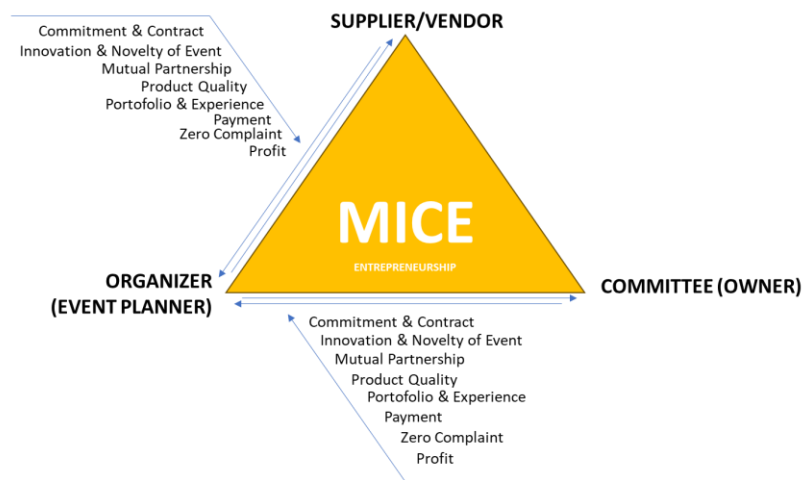 SUPPLIER/VENDOR
Commitment & Contract
Innovation & Novelty of Event
Mutual Partnership
Product Quality
Portofolio & Experience
Payment
Zero Complaint
Profit
MICE
ENTREPRENEURSHIP
ORGANIZER
(EVENT PLANNER)
COMMITTEE (OWNER)
Commitment & Contract
Innovation & Novelty of Event
Mutual Partnership
Product Quality
Portofolio & Experience
Payment
Zero Complaint
Profit